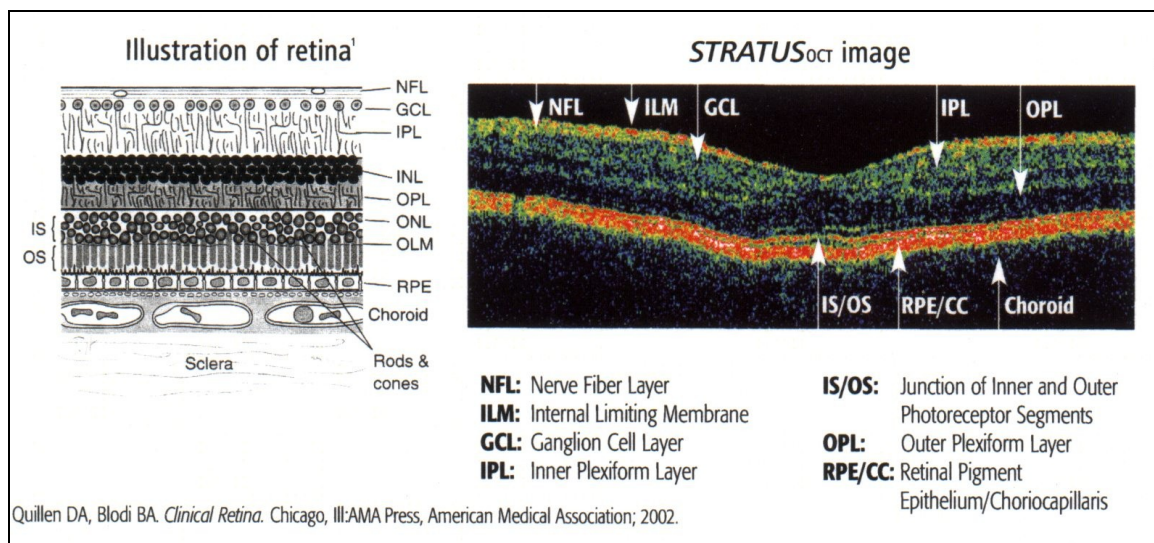 Illustration of retina¹
NFL
GCL
IPL
INL
OPL
ONL
OLM
RPE
Choroid
Rods &
cones
IS
OS
Sclera
STRATUSOCT image
NFL
ILM
GCL
IPL
OPL
IS/OS
RPE/CC
Choroid
NFL: Nerve Fiber Layer
ILM: Internal Limiting Membrane
GCL: Ganglion Cell Layer
IPL: Inner Plexiform Layer
IS/OS: Junction of Inner and Outer
Photoreceptor Segments
OPL: Outer Plexiform Layer
RPE/CC: Retinal Pigment
Epithelium/Choriocapillaris
Quillen DA, Blodi BA. Clinical Retina. Chicago, Ill:AMA Press, American Medical Association; 2002.